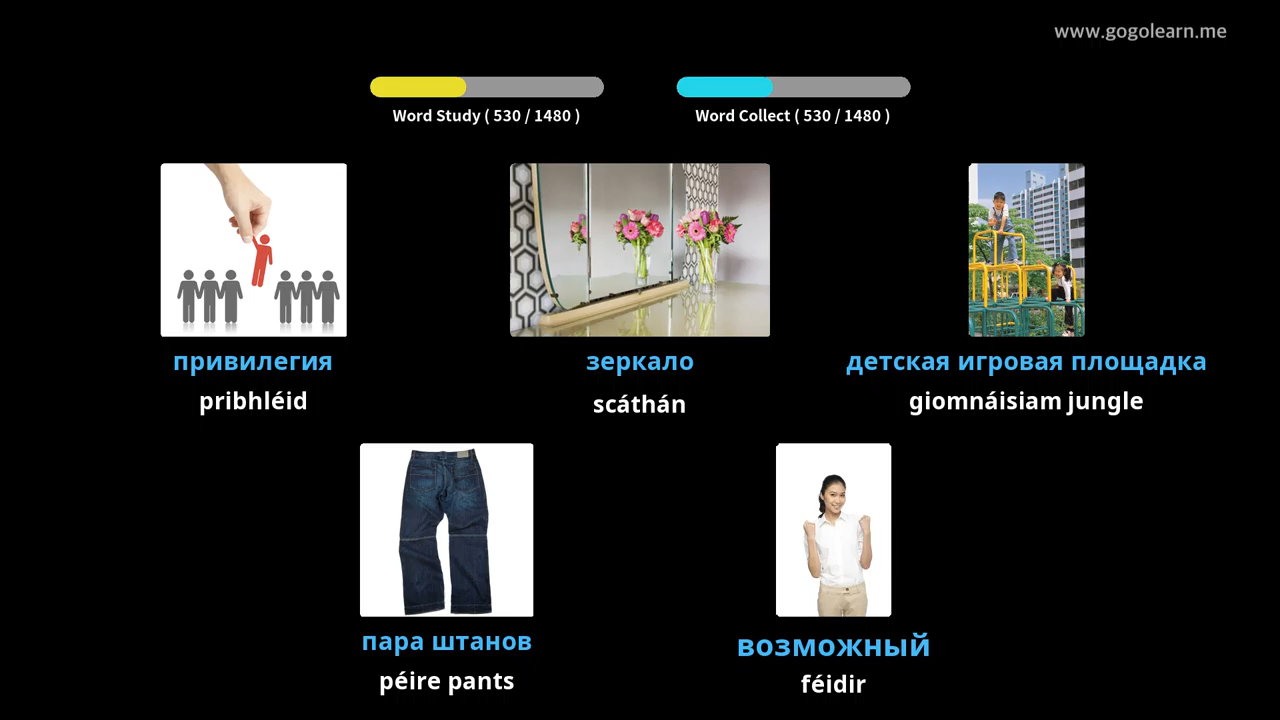 www.gogolearn.me
Word Study ( 530 / 1480 )
Word Collect ( 530 / 1480 )
привилегия
pribhléid
зеркало
scáthán
детская игровая площадка
giomnáisiam jungle
пара штанов
péire pants
возможный
féidir